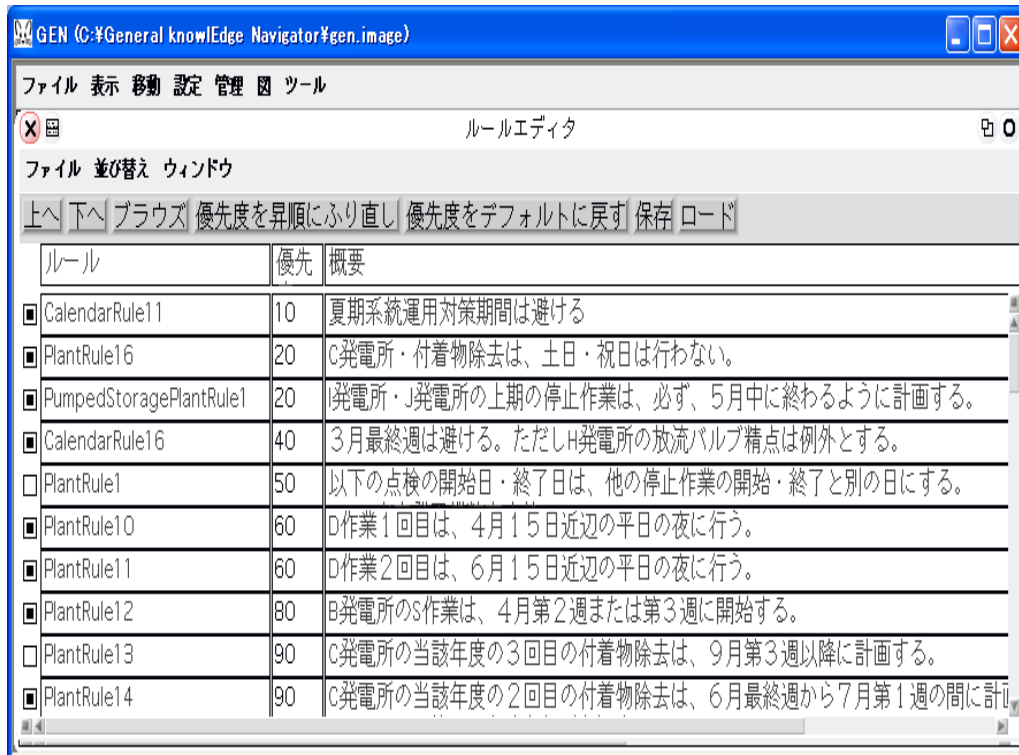 GEN (C:¥General knowlEdge Navigator¥gen.image)
ファイル 表示 移動 設定 管理 図 ツール
ルールエディタ
ファイル 並び替え ウィンドウ
上へ 下へ ブラウズ 優先度を昇順にふり直し 優先度をデフォルトに戻す 保存 ロード
ルール 優先 概要
CalendarRule11 10 夏期系統運用対策期間は避ける
PlantRule16 20 C発電所・付着物除去は、土日・祝日は行わない。
PumpedStoragePlantRule1 20 I発電所・J発電所の上期の停止作業は、必ず、5月中に終わるように計画する。
CalendarRule16 40 3月最終週は避ける。ただしH発電所の放流バルブ精点は例外とする。
PlantRule1 50 以下の点検の開始日・終了日は、他の停止作業の開始・終了と別の日にする。
PlantRule10 60 D作業1回目は、4月15日近辺の平日の夜に行う。
PlantRule11 60 D作業2回目は、6月15日近辺の平日の夜に行う。
PlantRule12 80 B発電所のS作業は、4月第2週または第3週に開始する。
PlantRule13 90 C発電所の当該年度の3回目の付着物除去は、9月第3週以降に計画する。
PlantRule14 90 C発電所の当該年度の2回目の付着物除去は、6月最終週から7月第1週の間に計